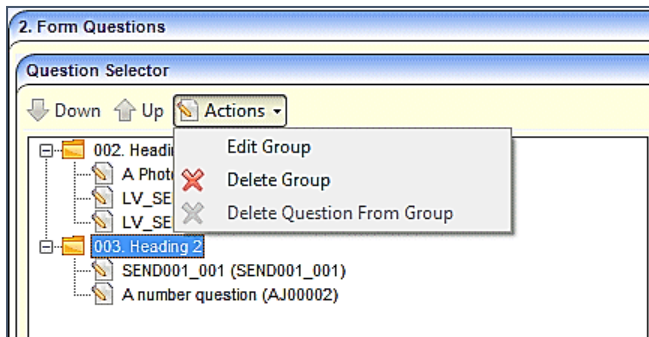 2. Form Questions
Question Selector
Down Up Actions
Edit Group
Delete Group
Delete Question From Group
002.
A
003. Heading 2
SEND001_001 (SEND001_001)
A number question (AJ00002)